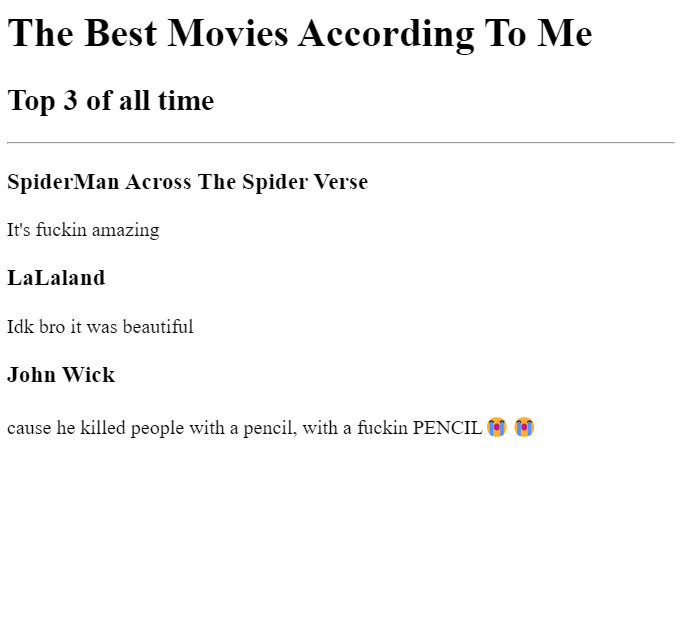 The Best Movies According To Me
Top 3 of all time
SpiderMan Across The Spider Verse
It's fuckin amazing
LaLaland
Idk bro it was beautiful
John Wick
cause he killed people with a pencil, with a fuckin PENCIL 😭 😭